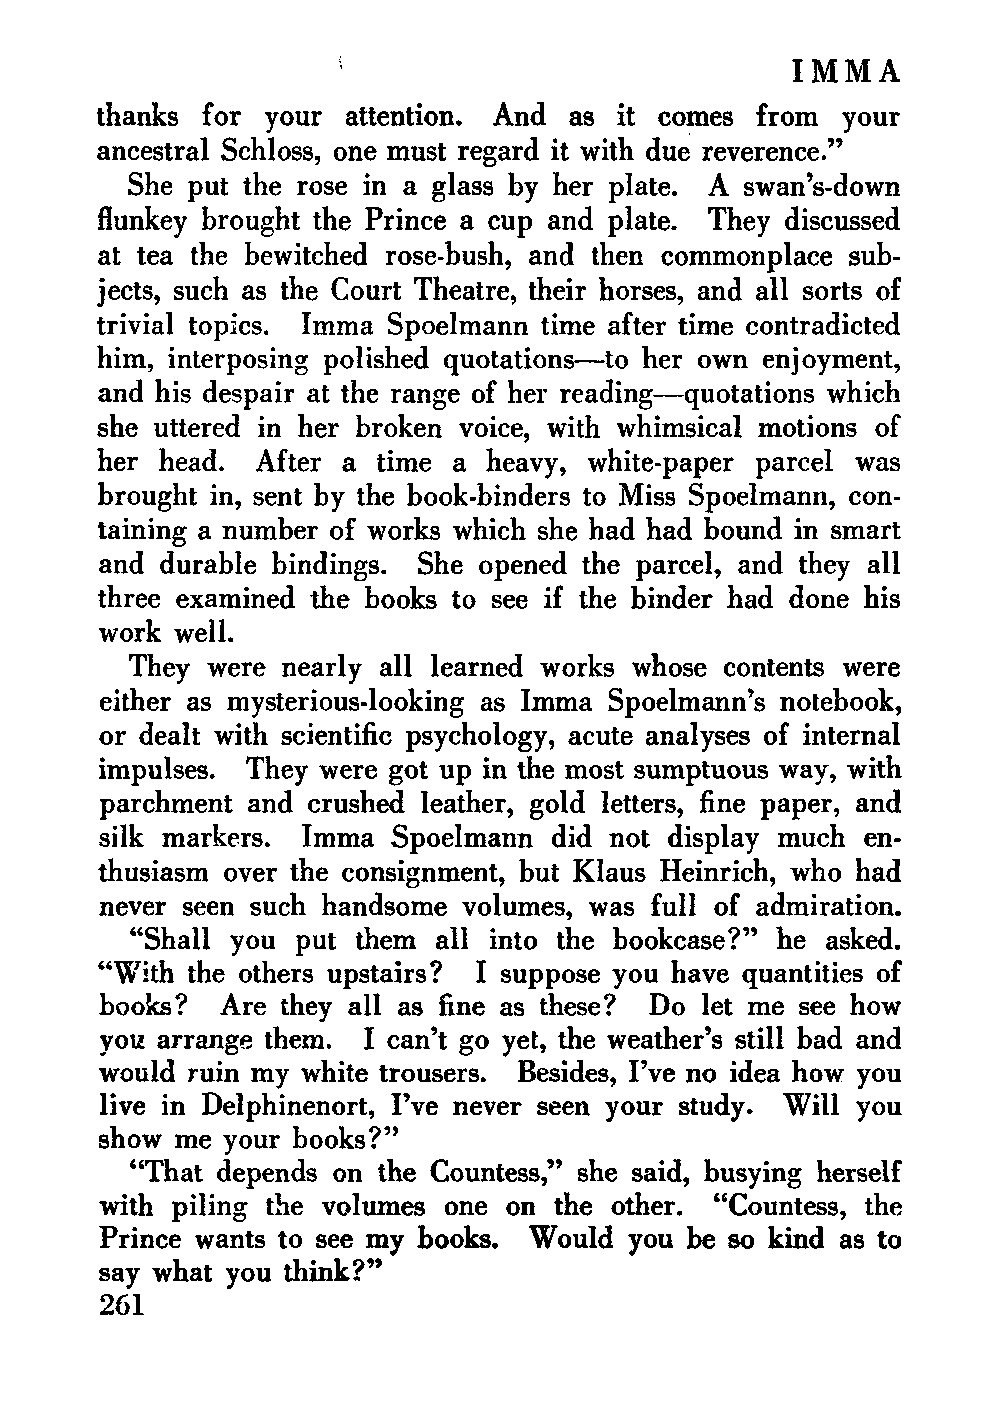 IMMA
thanks for your attention. And as it comes from your
ancestral Schloss, one must regard it with due reverence.”
She put the rose in a glass by her plate. A swan’s-down
flunkey brought the Prince a cup and plate. They discussed
at tea the bewitched rose-bush, and then commonplace sub-
jects, such as the Court Theatre, their horses, and all sorts of
trivial topics. Imma Spoelmann time after time contradicted
him, interposing polished quotations—to her own enjoyment,
and his despair at the range of her reading—quotations which
she uttered in her broken voice, with whimsical motions of
her head. After a time a heavy, white-paper parcel was
brought in, sent by the book-binders to Miss Spoelmann, con-
taining a number of works which she had had bound in smart
and durable bindings. She opened the parcel, and they all
three examined the books to see if the binder had done his
work well.
They were nearly all learned works whose contents were
either as mysterious-looking as Imma Spoelmann’s notebook,
or dealt with scientific psychology, acute analyses of internal
impulses. They were got up in the most sumptuous way, with
parchment and crushed leather, gold letters, fine paper, and
silk markers. Imma Spoelmann did not display much en-
thusiasm over the consignment, but Klaus Heinrich, who had
never seen such handsome volumes, was full of admiration.
“Shall you put them all into the bookcase?” he asked.
“With the others upstairs? I suppose you have quantities of
books? Are they all as fine as these? Do let me see how
you arrange them. I can’t go yet, the weather’s still bad and
would ruin my white trousers. Besides, I’ve no idea how you
live in Delphinenort, I’ve never seen your study. Will you
show me your books?”
“That depends on the Countess,” she said, busying herself
with piling the volumes one on the other. “Countess, the
Prince wants to see my books. Would you be so kind as to
say what you think?”
261